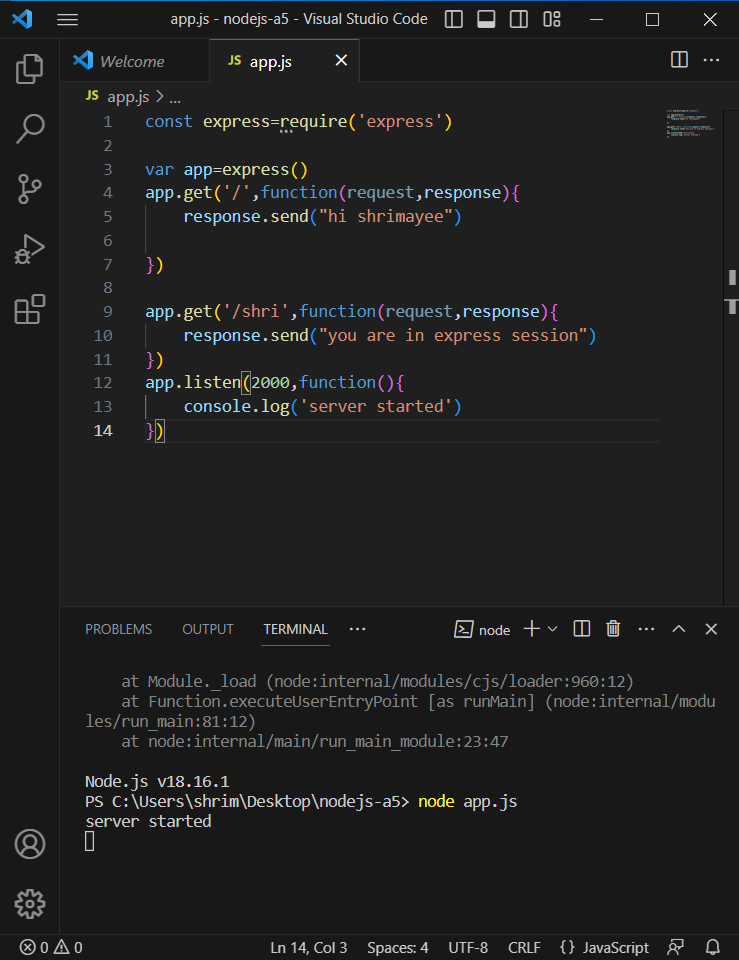 app.js - nodejs-a5 - Visual Studio Code
Welcome
JS app.js
JS app.js > ...
1 const express=require('express')
2
3 var app=express()
4 app.get('/',function(request,response){
5     response.send("hi shrimayee")
6
7 })
8
9 app.get('/shri',function(request,response){
10     response.send("you are in express session")
11 })
12 app.listen(2000,function(){
13     console.log('server started')
14 })
PROBLEMS OUTPUT TERMINAL ··· node
    at Module._load (node:internal/modules/cjs/loader:960:12)
    at Function.executeUserEntryPoint [as runMain] (node:internal/modu
les/run_main:81:12)
    at node:internal/main/run_main_module:23:47
Node.js v18.16.1
PS C:\Users\shrim\Desktop\nodejs-a5> node app.js
server started
0 0 Ln 14, Col 3 Spaces: 4 UTF-8 CRLF {} JavaScript